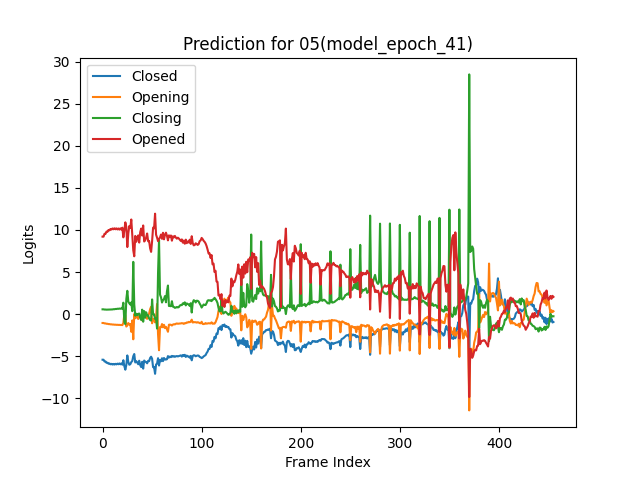 Prediction for 05(model_epoch_41)
Closed
Opening
Closing
Opened
30
25
20
15
10
5
0
−5
−10
Logits
0 100 200 300 400
Frame Index